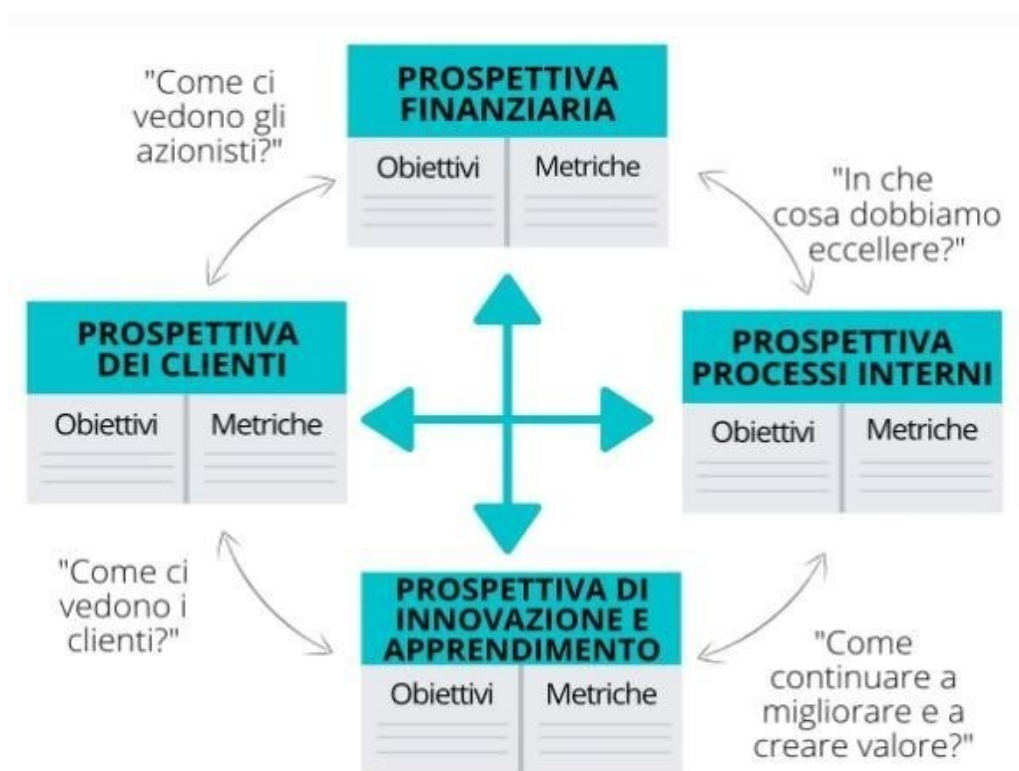 "Come ci
vedono gli
azionisti?"
PROSPETTIVA
FINANZIARIA
Obiettivi
Metriche
"In che
cosa dobbiamo
eccellere?"
PROSPETTIVA
DEI CLIENTI
Obiettivi
Metriche
PROSPETTIVA
PROCESSI INTERNI
Obiettivi
Metriche
"Come ci
vedono i
clienti?"
PROSPETTIVA DI
INNOVAZIONE E
APPRENDIMENTO
Obiettivi
Metriche
"Come
continuare a
migliorare e a
creare valore?"